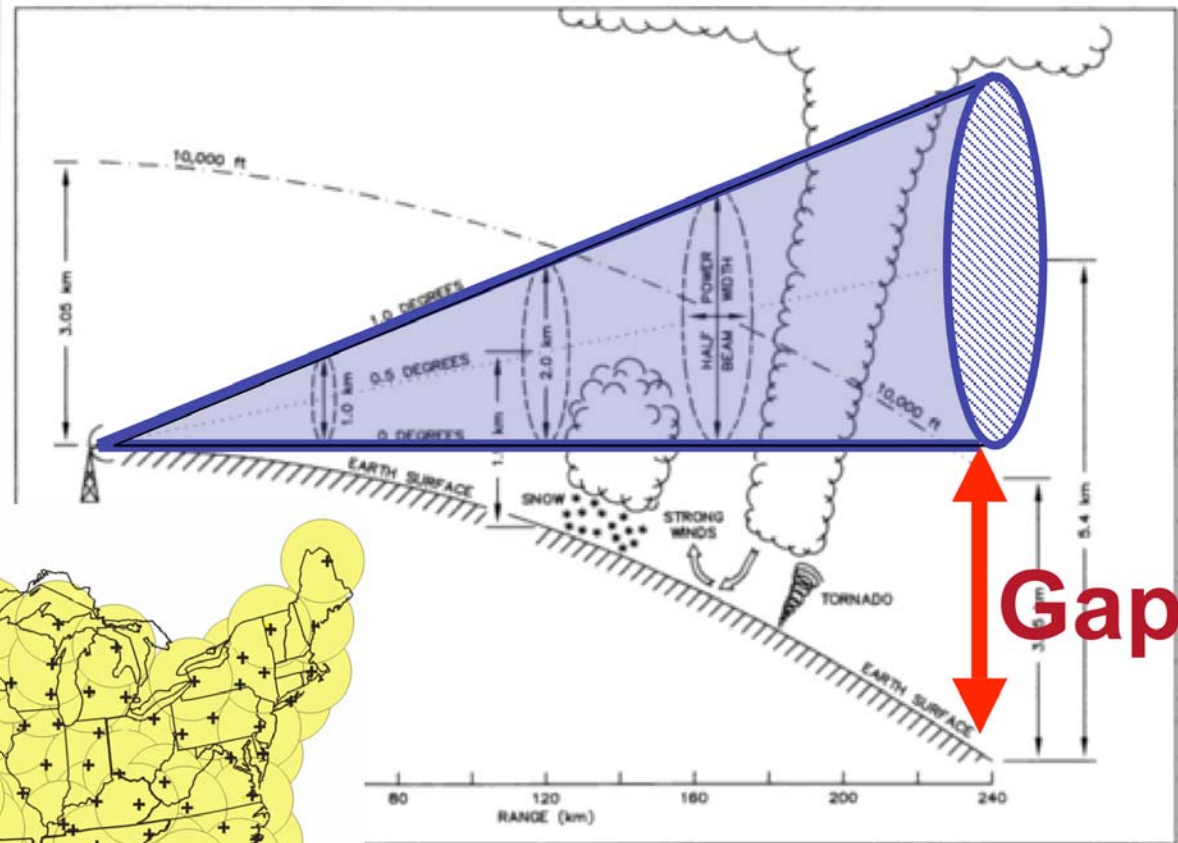 10,000 ft
3.05 km
1.0 DEGREES
0.5 DEGREES
0 DEGREES
1.0 km
2.0 km
km
HALF POWER
BEAM WIDTH
10,000 ft
EARTH SURFACE
SNOW
STRONG
WINDS
TORNADO
5.4 km
Gap
km
EARTH SURFACE
80 120 160 200 240
RANGE (km)